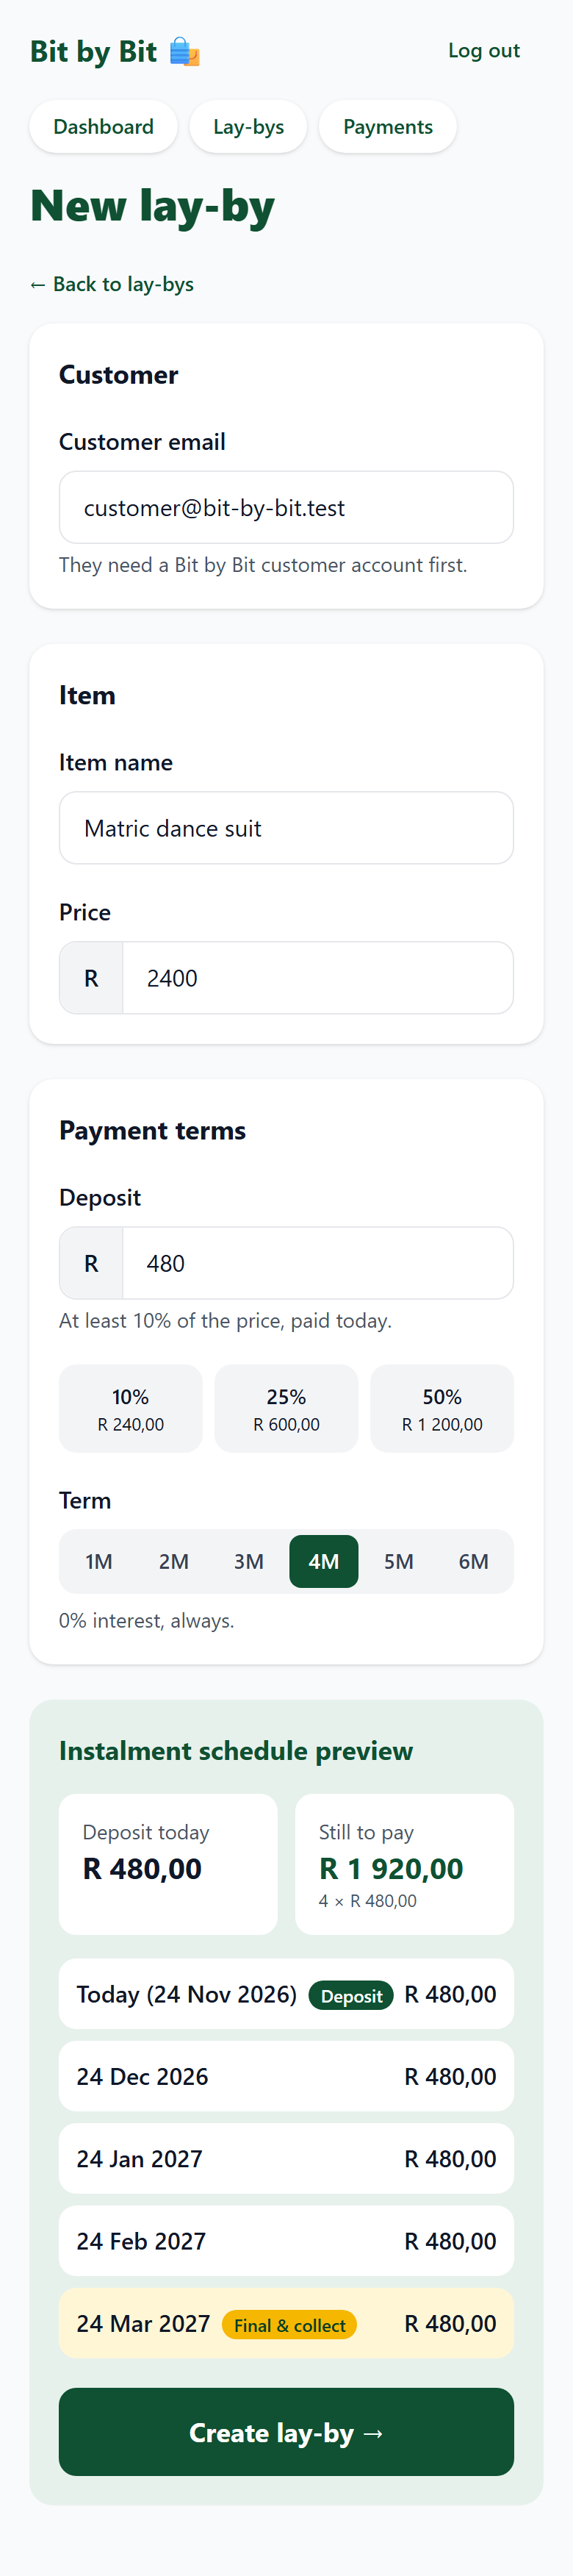 Bit by Bit
Log out
Dashboard
Lay-bys
Payments
New lay-by
← Back to lay-bys
Customer
Customer email
customer@bit-by-bit.test
They need a Bit by Bit customer account first.
Item
Item name
Matric dance suit
Price
R 2400
Payment terms
Deposit
R 480
At least 10% of the price, paid today.
10% 25% 50%
R 240,00 R 600,00 R 1 200,00
Term
1M 2M 3M 4M 5M 6M
0% interest, always.
Instalment schedule preview
Deposit today
R 480,00
Still to pay
R 1 920,00
4 × R 480,00
Today (24 Nov 2026) Deposit R 480,00
24 Dec 2026 R 480,00
24 Jan 2027 R 480,00
24 Feb 2027 R 480,00
24 Mar 2027 Final & collect R 480,00
Create lay-by →